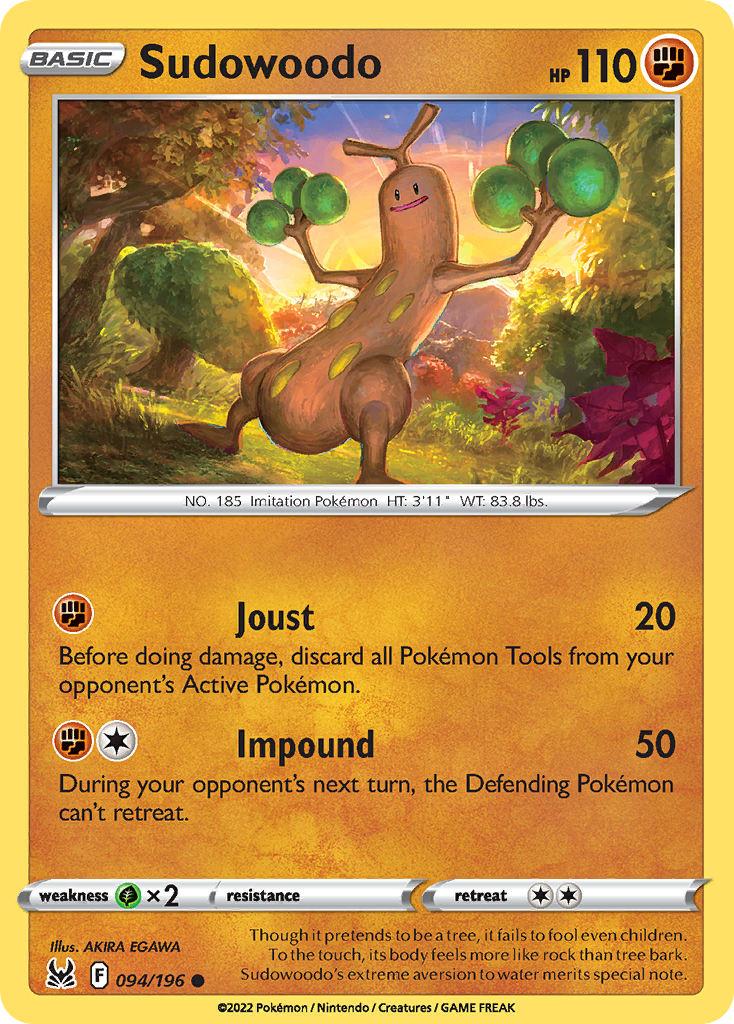 BASIC Sudowoodo HP 110
NO. 185 Imitation Pokémon HT: 3'11" WT: 83.8 lbs.
Joust 20
Before doing damage, discard all Pokémon Tools from your
opponent's Active Pokémon.
Impound 50
During your opponent's next turn, the Defending Pokémon
can't retreat.
weakness ×2 resistance retreat
Illus. AKIRA EGAWA
F 094/196
Though it pretends to be a tree, it fails to fool even children.
To the touch, its body feels more like rock than tree bark.
Sudowoodo's extreme aversion to water merits special note.
©2022 Pokémon / Nintendo / Creatures / GAME FREAK